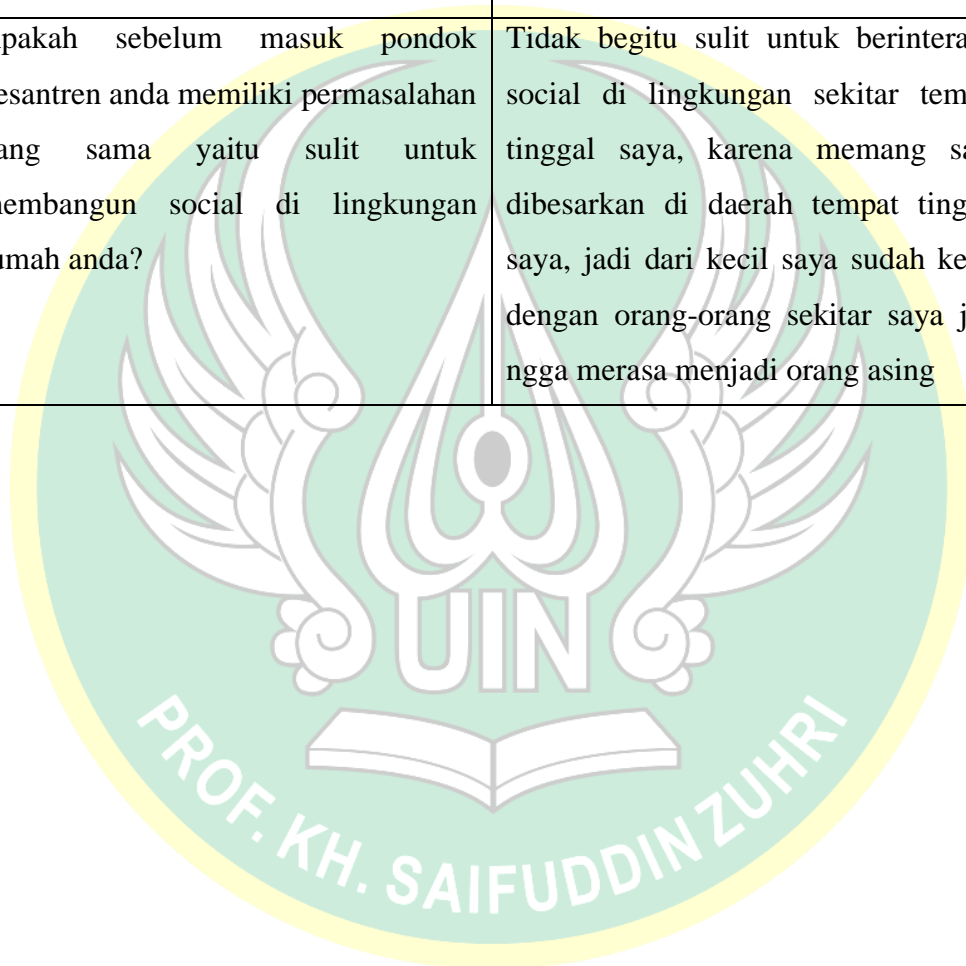 pakah sebelum masuk pondok
esantren anda memiliki permasalahan
ang sama yaitu sulit untuk
embangun social di lingkungan
umah anda?
Tidak begitu sulit untuk berintera
social di lingkungan sekitar tem
tinggal saya, karena memang sa
dibesarkan di daerah tempat ting
saya, jadi dari kecil saya sudah ke
dengan orang-orang sekitar saya j
ngga merasa menjadi orang asing
UIN
PROF. KH. SAIFUDDIN ZUHRI